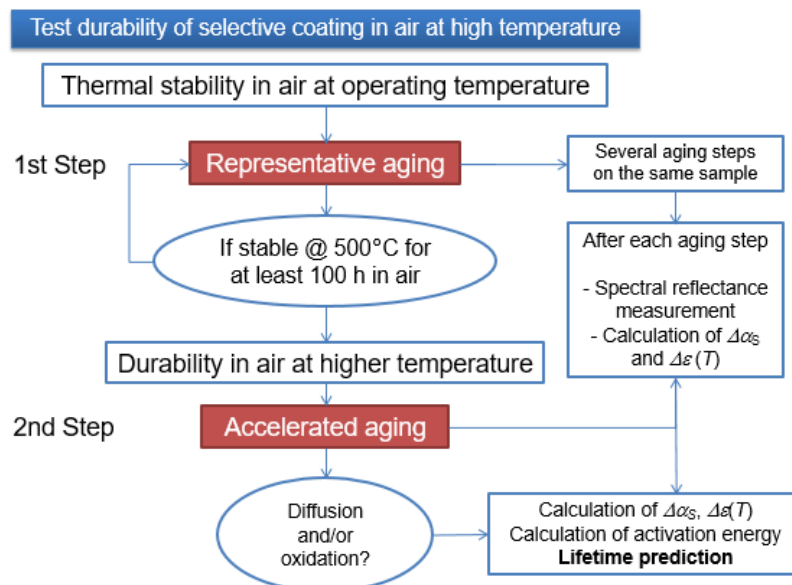 Test durability of selective coating in air at high temperature
Thermal stability in air at operating temperature
1st Step
Representative aging
Several aging steps
on the same sample
If stable @ 500°C for
at least 100 h in air
After each aging step
- Spectral reflectance
measurement
- Calculation of Δαs
and Δε (T)
Durability in air at higher temperature
2nd Step
Accelerated aging
Diffusion
and/or
oxidation?
Calculation of Δαs, Δε(T)
Calculation of activation energy
Lifetime prediction